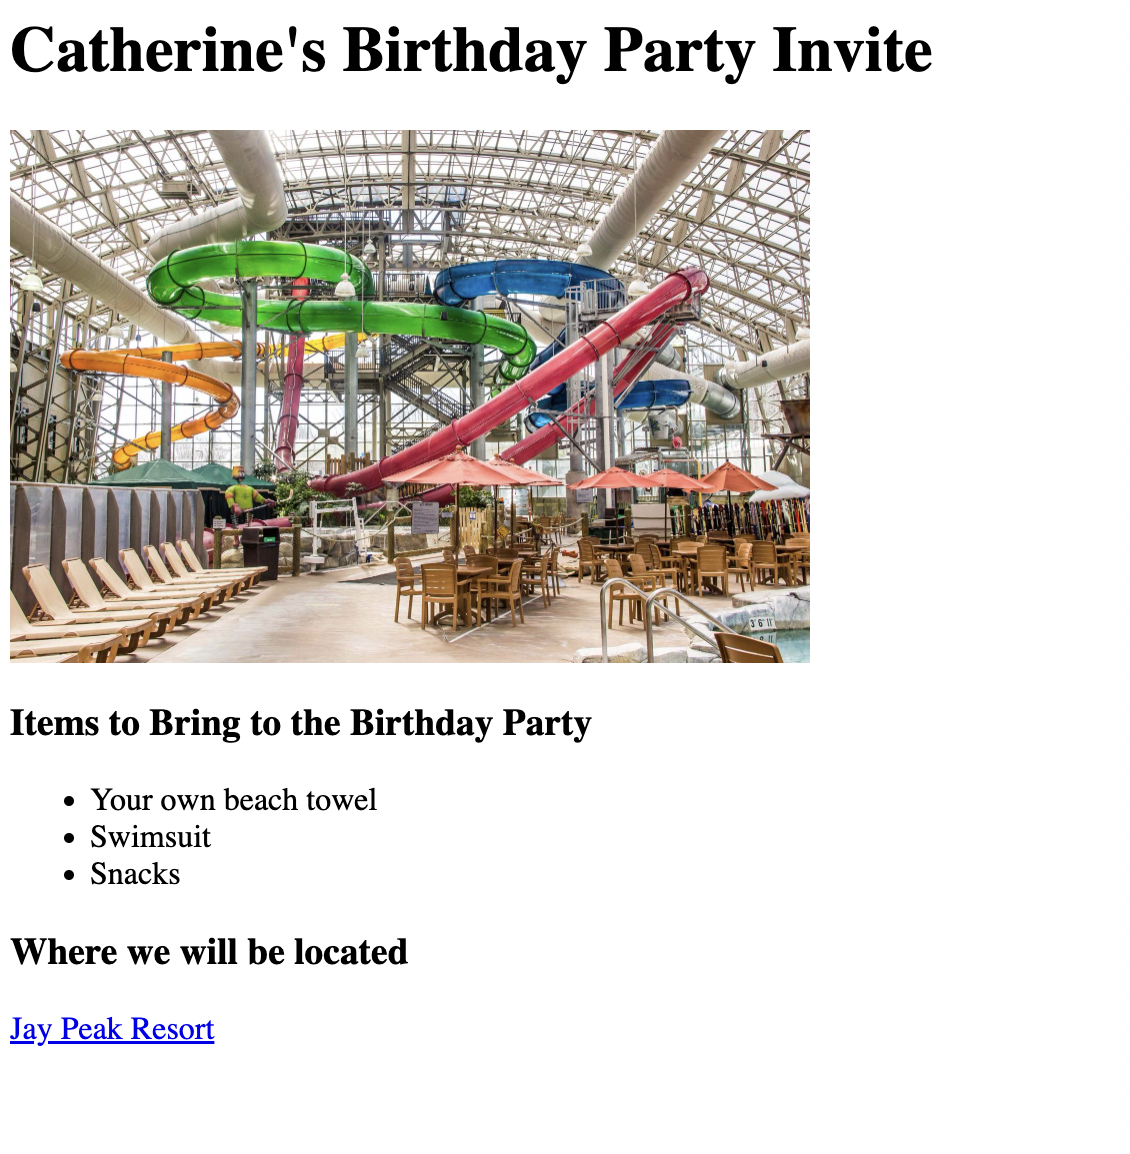 Catherine's Birthday Party Invite
3'6"
Items to Bring to the Birthday Party
Your own beach towel
Swimsuit
Snacks
Where we will be located
Jay Peak Resort